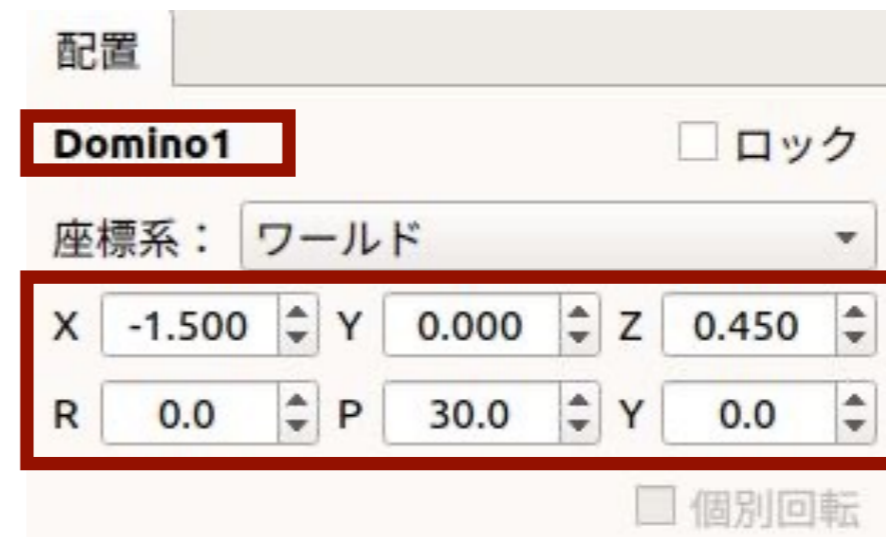 配置
Domino1 ロック
座標系： ワールド
X -1.500 Y 0.000 Z 0.450
R 0.0 P 30.0 Y 0.0
個別回転